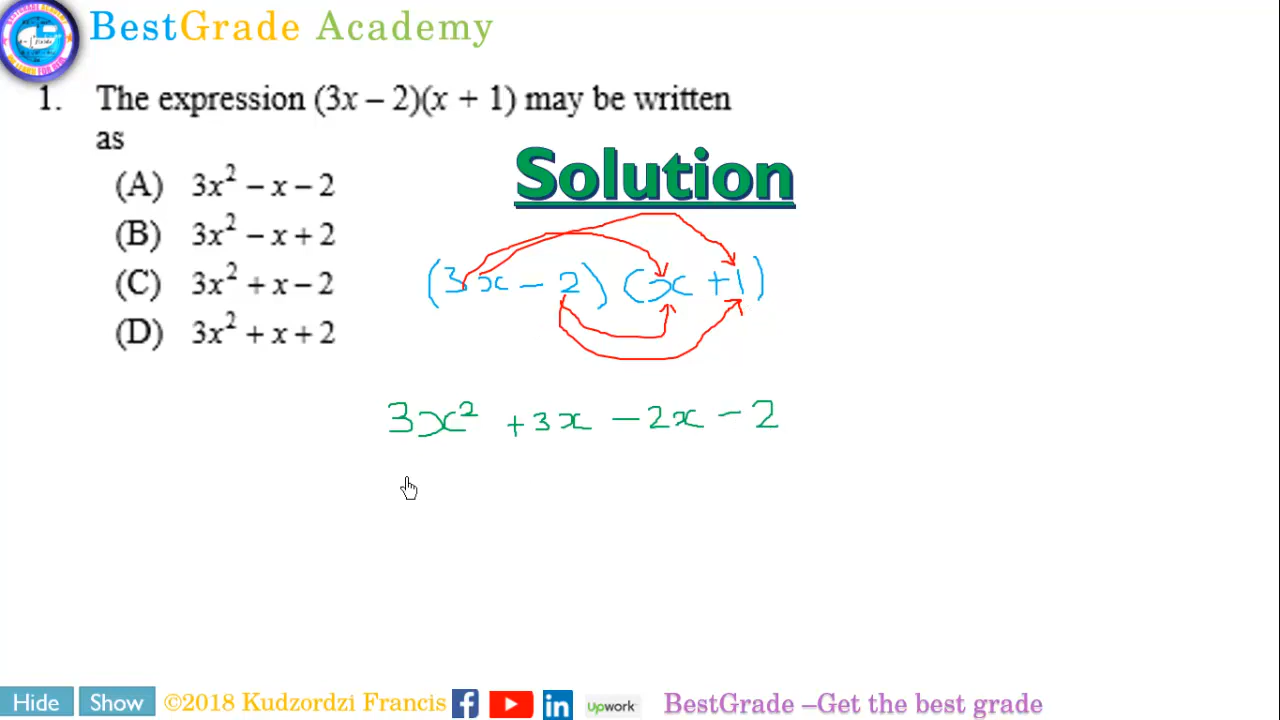 BestGrade Academy
1. The expression (3x – 2)(x + 1) may be written
as
(A) 3x² – x – 2
(B) 3x² – x + 2
(C) 3x² + x – 2
(D) 3x² + x + 2
Solution
(3x – 2)(x + 1)
3x² + 3x – 2x – 2
Hide Show ©2018 Kudzordzi Francis upwork BestGrade –Get the best grade